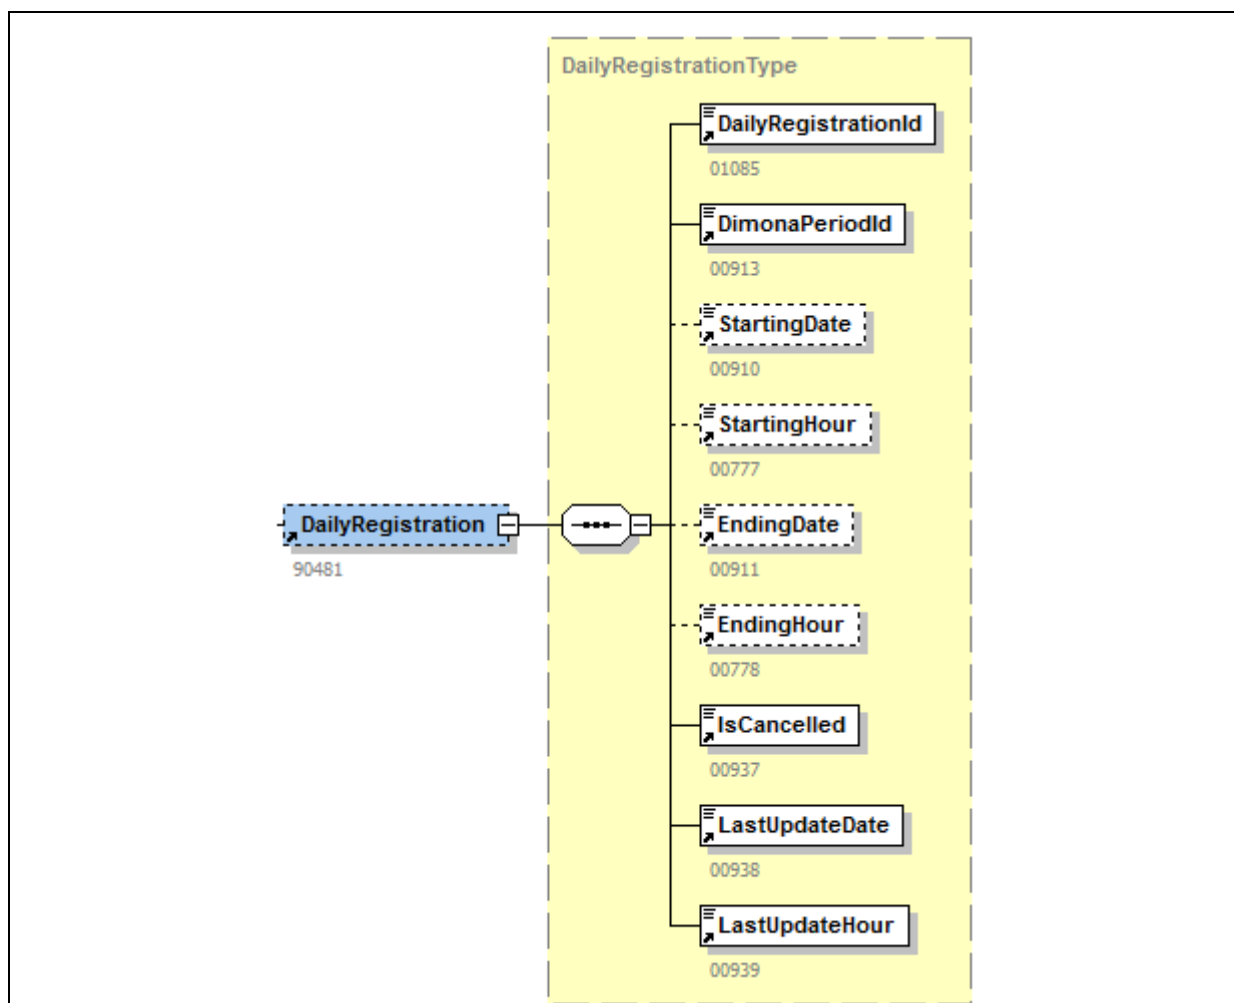 DailyRegistrationType
DailyRegistrationId
01085
DimonaPeriodId
00913
StartingDate
00910
StartingHour
00777
DailyRegistration
90481
EndingDate
00911
EndingHour
00778
IsCancelled
00937
LastUpdateDate
00938
LastUpdateHour
00939